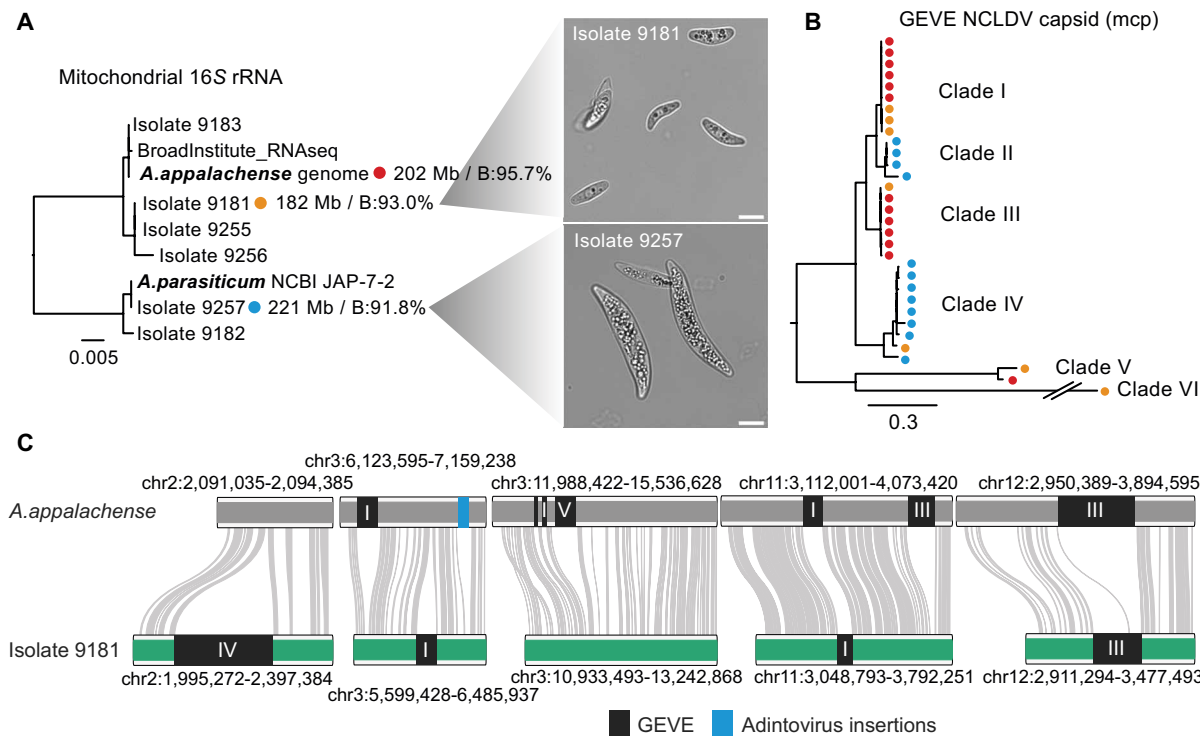 A
Mitochondrial 16S rRNA
Isolate 9183
BroadInstitute_RNAseq
A.appalachense genome 202 Mb / B:95.7%
Isolate 9181 182 Mb / B:93.0%
Isolate 9255
Isolate 9256
A.parasiticum NCBI JAP-7-2
Isolate 9257 221 Mb / B:91.8%
Isolate 9182
0.005
Isolate 9181
Isolate 9257
B
GEVE NCLDV capsid (mcp)
Clade I
Clade II
Clade III
Clade IV
Clade V
Clade VI
0.3
C
chr3:6,123,595-7,159,238
chr2:2,091,035-2,094,385
chr3:11,988,422-15,536,628
chr11:3,112,001-4,073,420
chr12:2,950,389-3,894,595
A.appalachense
I
I
V
I
III
III
Isolate 9181
IV
I
I
III
chr2:1,995,272-2,397,384
chr3:5,599,428-6,485,937
chr3:10,933,493-13,242,868
chr11:3,048,793-3,792,251
chr12:2,911,294-3,477,493
GEVE
Adintovirus insertions